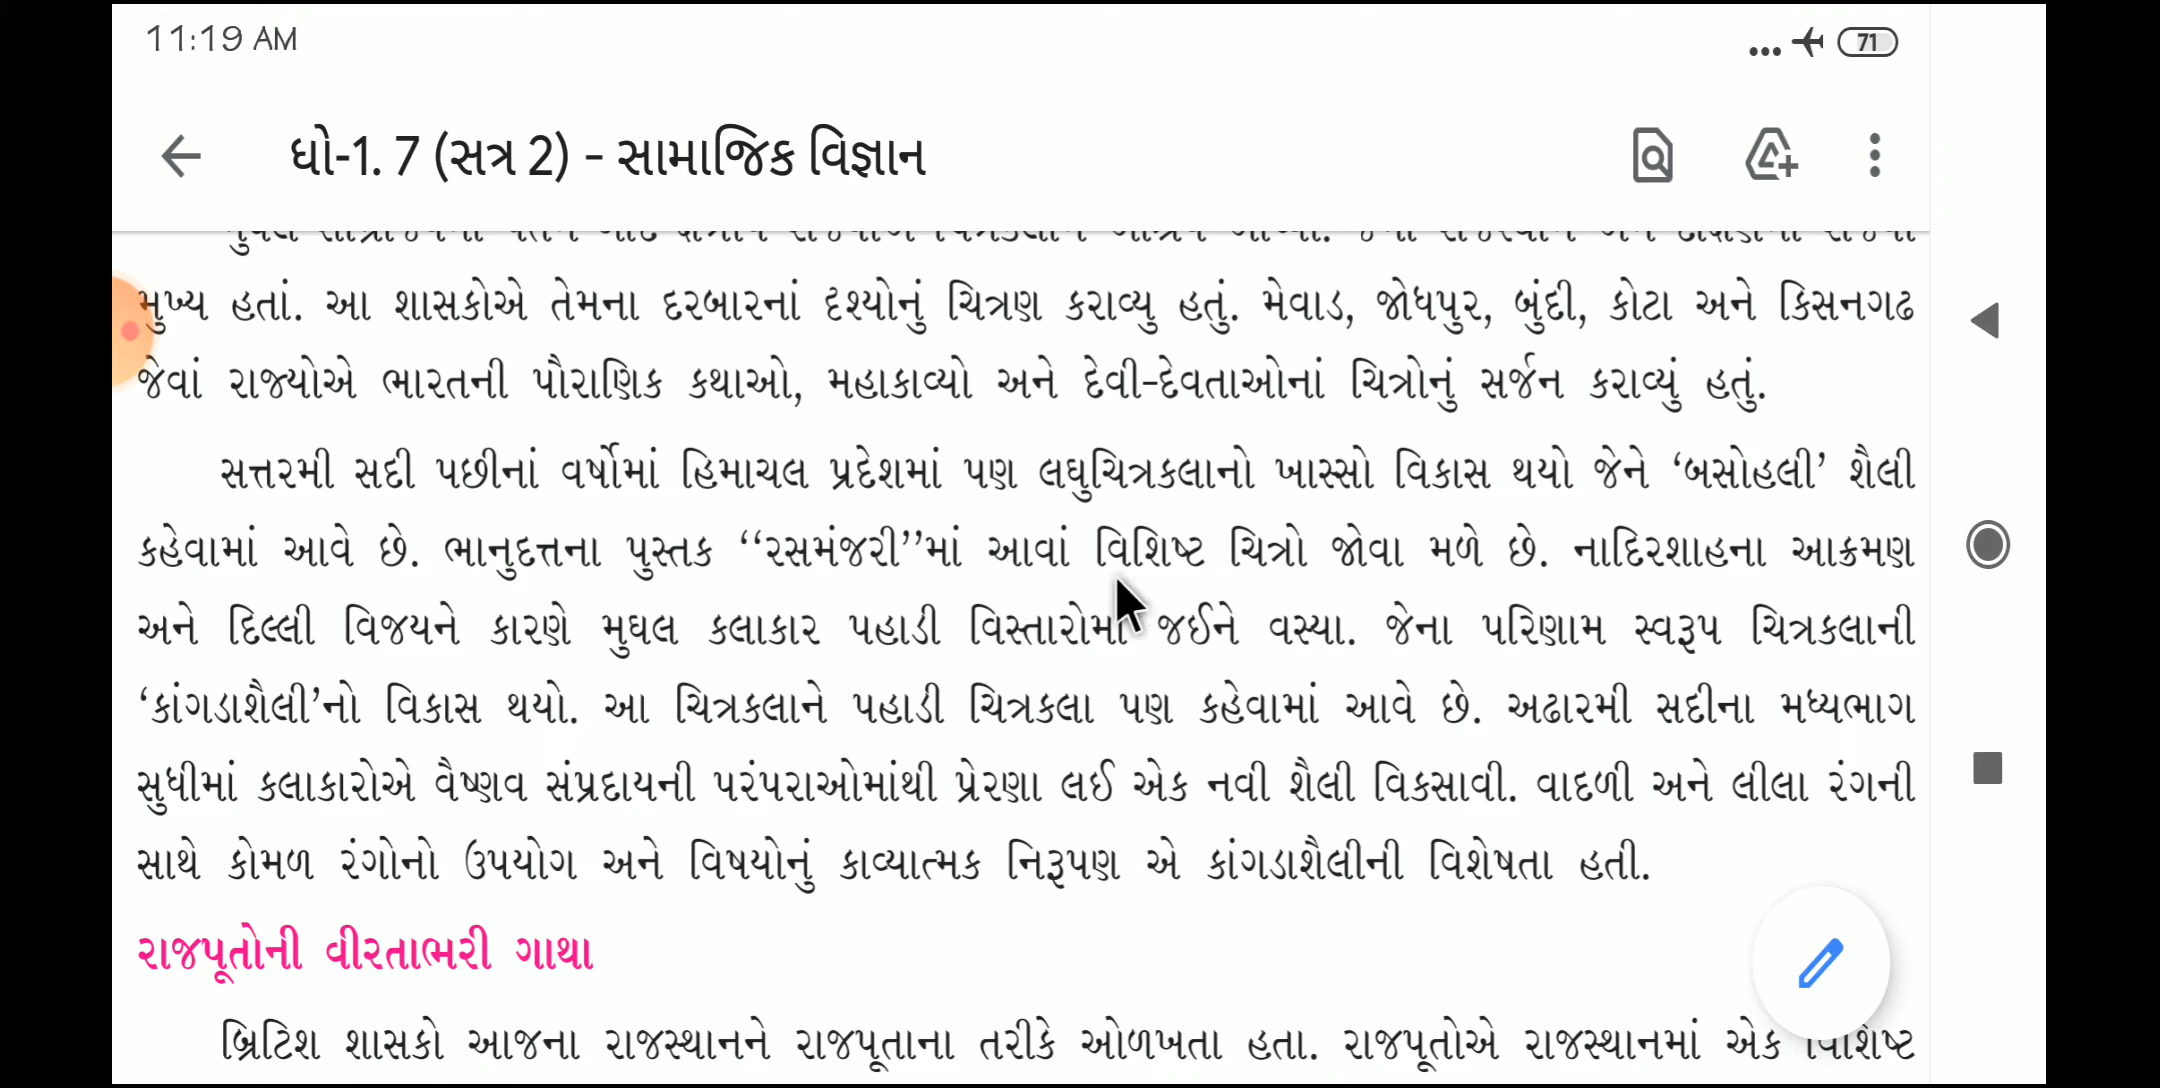 11:19 AM
71
ધો-1. 7 (સત્ર 2) - સામાજિક વિજ્ઞાન
મુખ્ય હતાં. આ શાસકોએ તેમના દરબારનાં દૃશ્યોનું ચિત્રણ કરાવ્યુ હતું. મેવાડ, જોધપુર, બુંદી, કોટા અને કિસનગઢ
જેવાં રાજ્યોએ ભારતની પૌરાણિક કથાઓ, મહાકાવ્યો અને દેવી-દેવતાઓનાં ચિત્રોનું સર્જન કરાવ્યું હતું.
સત્તરમી સદી પછીનાં વર્ષોમાં હિમાચલ પ્રદેશમાં પણ લઘુચિત્રકલાનો ખાસ્સો વિકાસ થયો જેને ‘બસોહલી’ શૈલી
કહેવામાં આવે છે. ભાનુદત્તના પુસ્તક ‘‘રસમંજરી’’માં આવાં વિશિષ્ટ ચિત્રો જોવા મળે છે. નાદિરશાહના આક્રમણ
અને દિલ્લી વિજયને કારણે મુઘલ કલાકાર પહાડી વિસ્તારોમાં જઈને વસ્યા. જેના પરિણામ સ્વરૂપ ચિત્રકલાની
‘કાંગડાશૈલી’નો વિકાસ થયો. આ ચિત્રકલાને પહાડી ચિત્રકલા પણ કહેવામાં આવે છે. અઢારમી સદીના મધ્યભાગ
સુધીમાં કલાકારોએ વૈષ્ણવ સંપ્રદાયની પરંપરાઓમાંથી પ્રેરણા લઈ એક નવી શૈલી વિકસાવી. વાદળી અને લીલા રંગની
સાથે કોમળ રંગોનો ઉપયોગ અને વિષયોનું કાવ્યાત્મક નિરૂપણ એ કાંગડાશૈલીની વિશેષતા હતી.
રાજપૂતોની વીરતાભરી ગાથા
બ્રિટિશ શાસકો આજના રાજસ્થાનને રાજપૂતાના તરીકે ઓળખતા હતા. રાજપૂતોએ રાજસ્થાનમાં એક વિશિષ્ટ